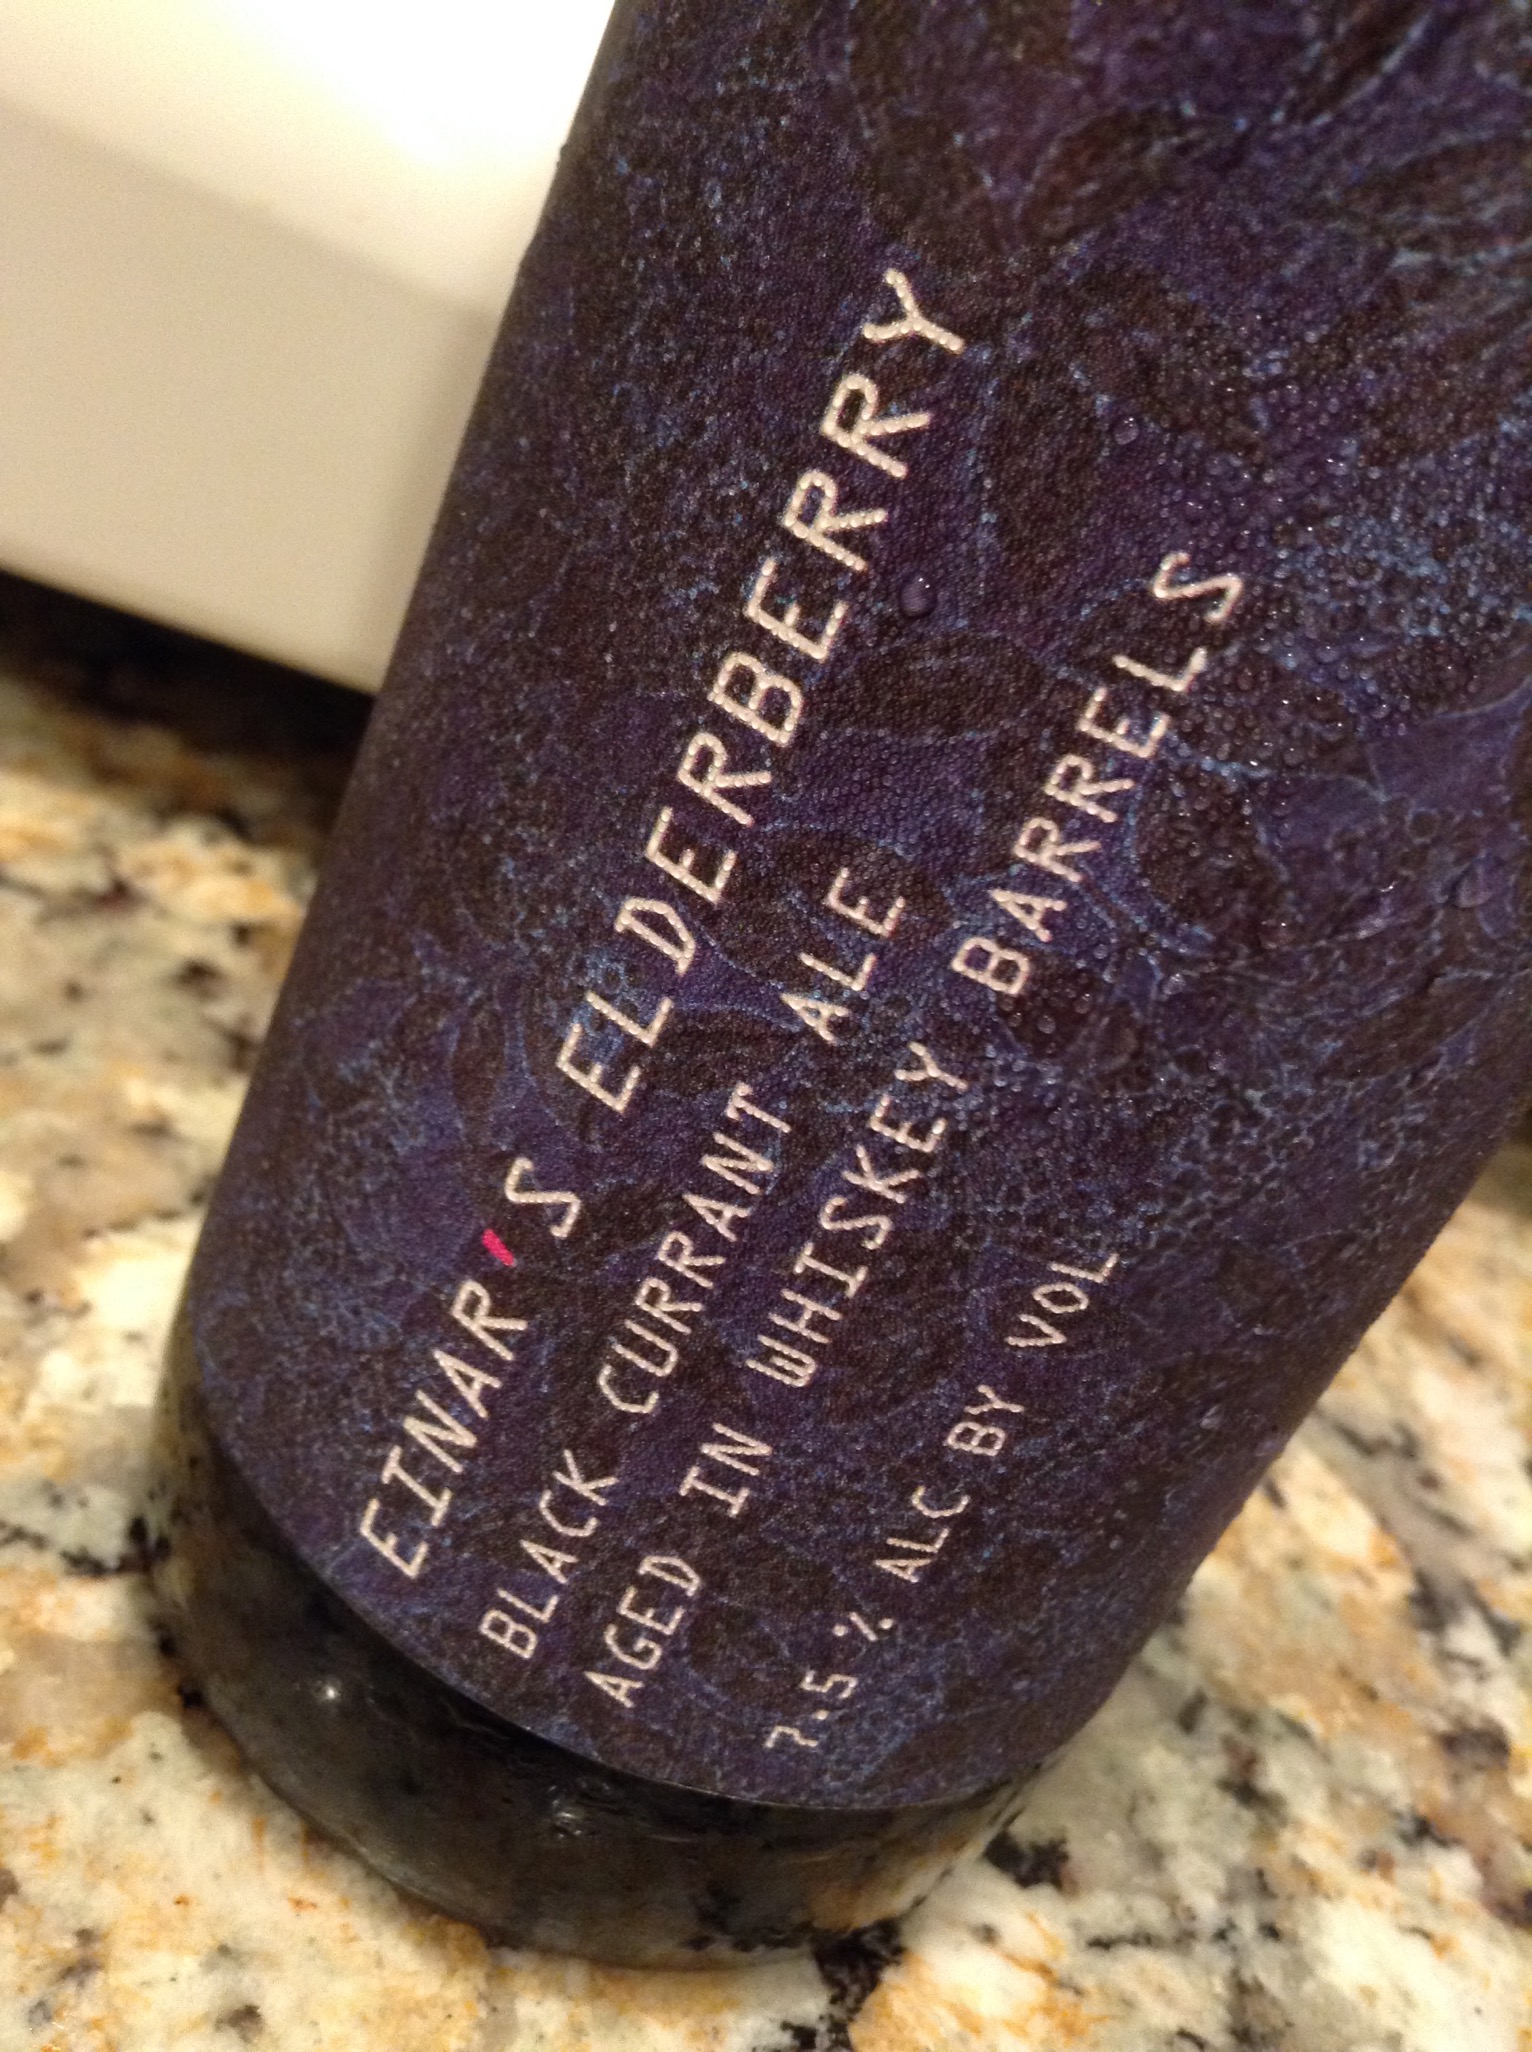 EINAR'S ELDERBERRY
BLACK CURRANT ALE
AGED IN WHISKEY BARRELS
7.5% ALC BY VOL